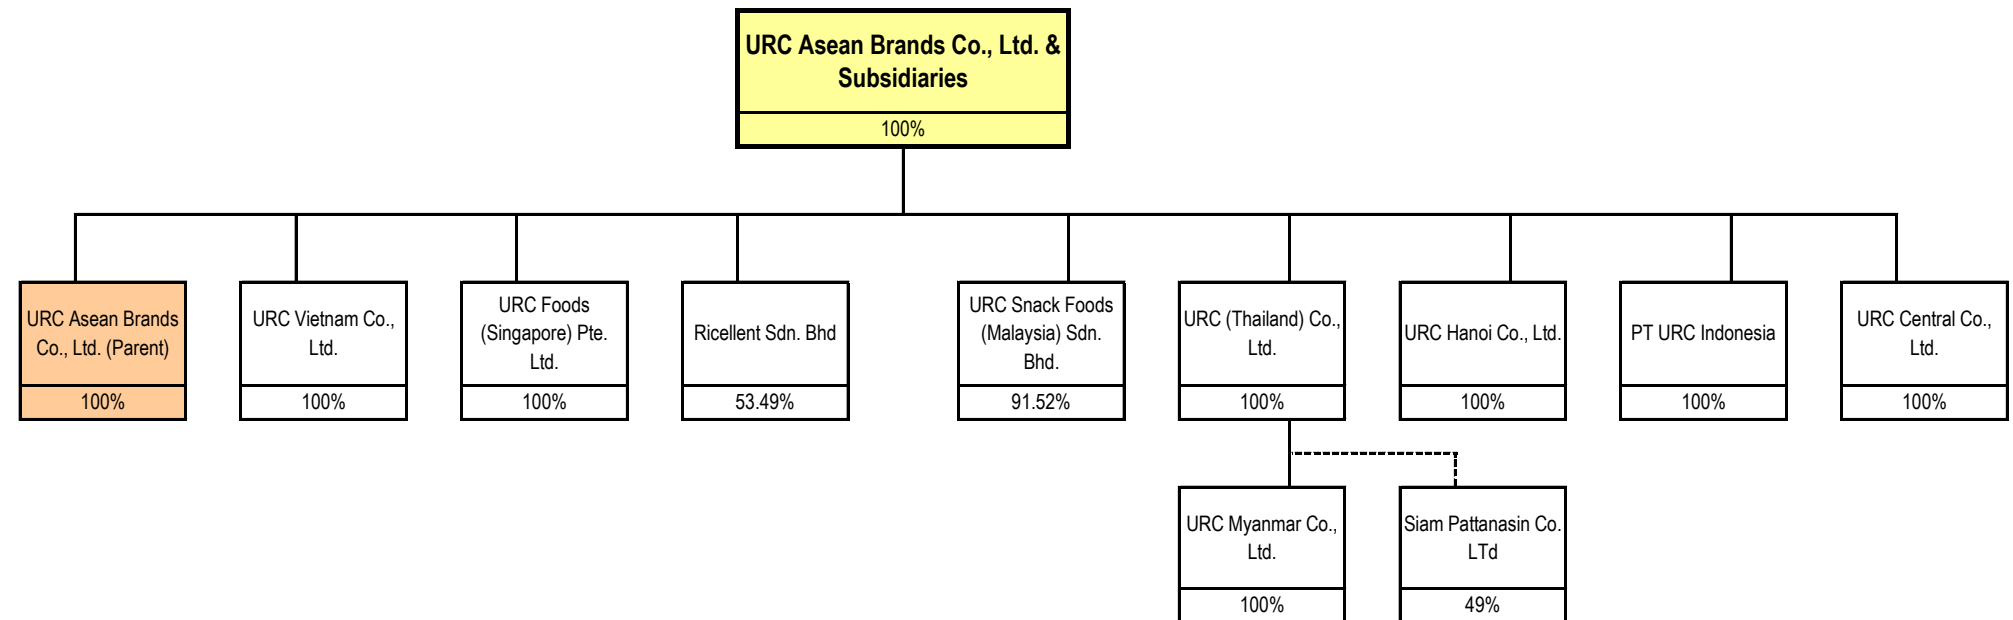 URC Asean Brands Co., Ltd. &
Subsidiaries
100%
URC Asean Brands
Co., Ltd. (Parent)
100%
URC Vietnam Co.,
Ltd.
100%
URC Foods
(Singapore) Pte.
Ltd.
100%
Ricellent Sdn. Bhd
53.49%
URC Snack Foods
(Malaysia) Sdn.
Bhd.
91.52%
URC (Thailand) Co.,
Ltd.
100%
URC Hanoi Co., Ltd.
100%
PT URC Indonesia
100%
URC Central Co.,
Ltd.
100%
URC Myanmar Co.,
Ltd.
100%
Siam Pattanasin Co.
LTd
49%